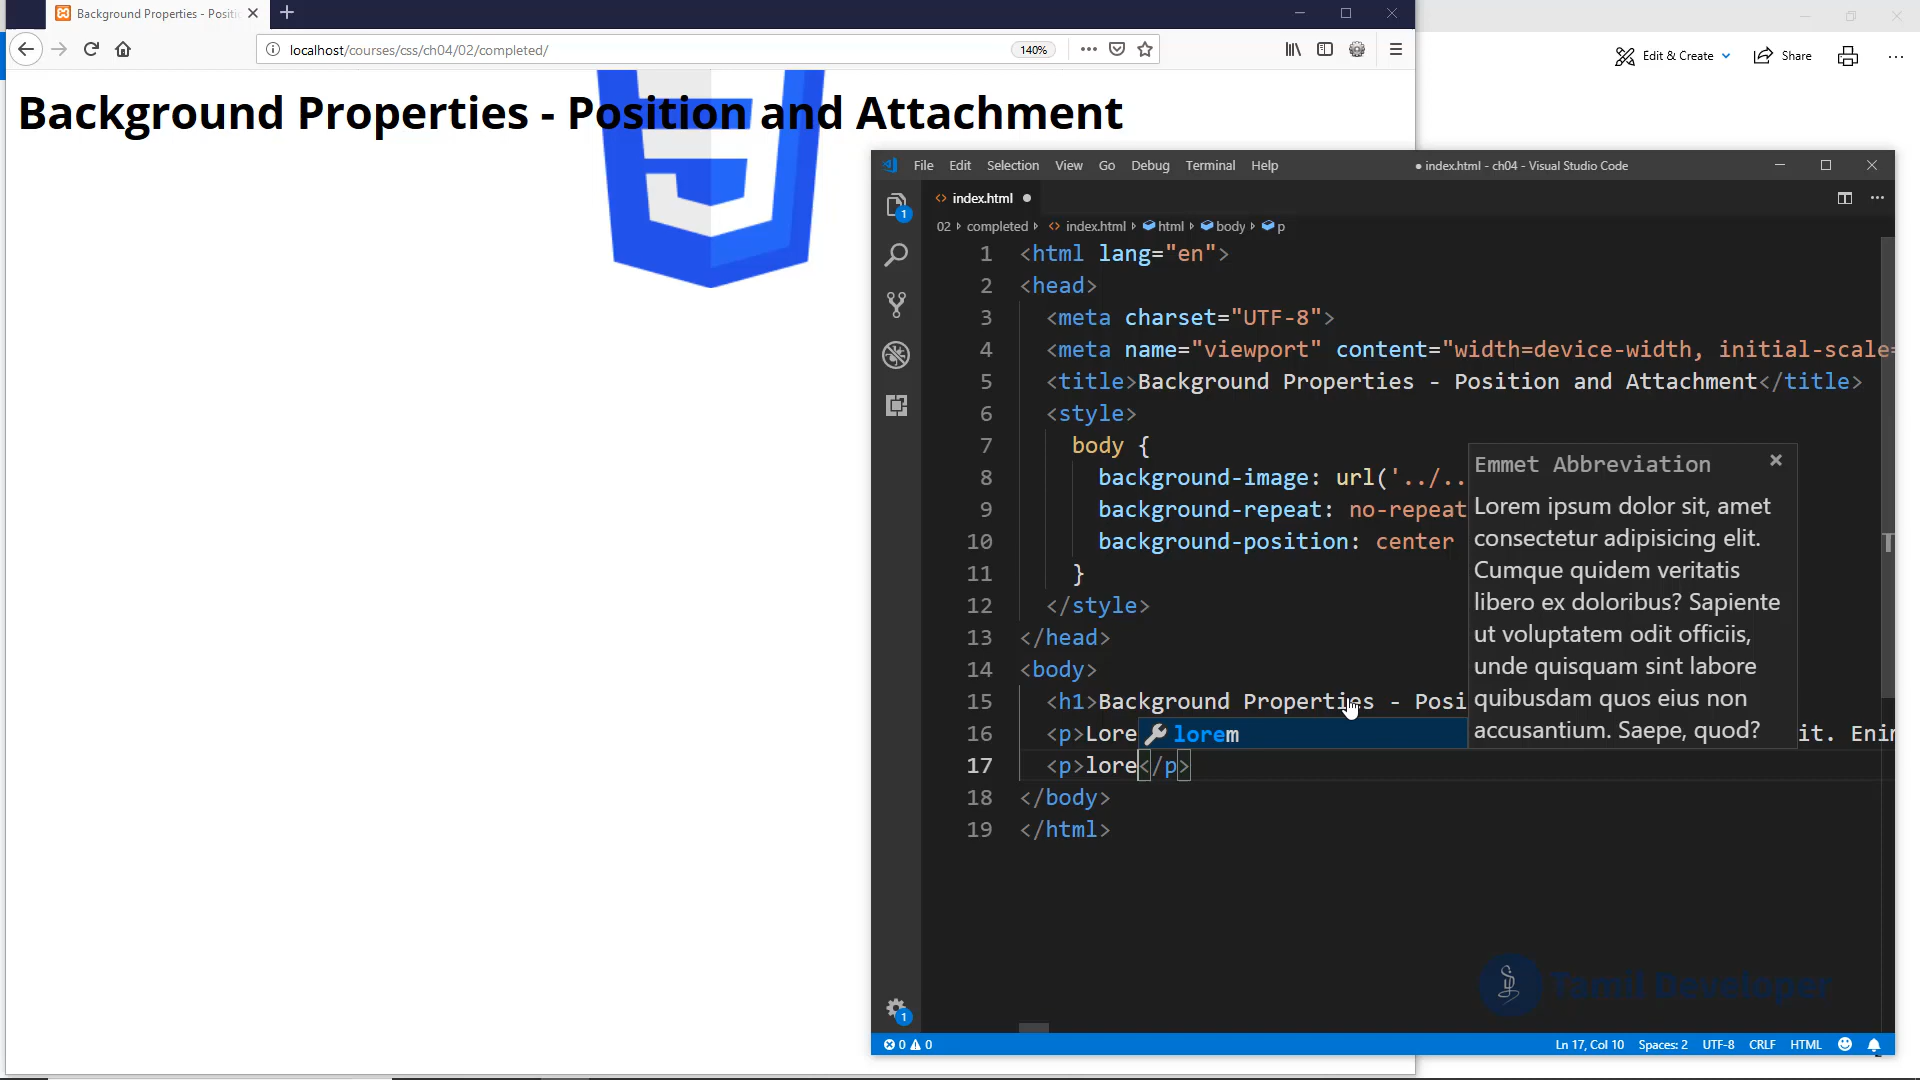 Background Properties - Positi
localhost/courses/css/ch04/02/completed/
140%
Edit & Create
Share
Background Properties - Position and Attachment
File Edit Selection View Go Debug Terminal Help
● index.html - ch04 - Visual Studio Code
index.html
02 completed index.html html body p
1 <html lang="en">
2 <head>
3 <meta charset="UTF-8">
4 <meta name="viewport" content="width=device-width, initial-scale=
5 <title>Background Properties - Position and Attachment</title>
6 <style>
7 body {
8 background-image: url('../..
9 background-repeat: no-repeat
10 background-position: center
11 }
12 </style>
13 </head>
14 <body>
15 <h1>Background Properties - Posi
16 <p>Lore it. Enim
17 <p>lore</p>
18 </body>
19 </html>
lorem
Emmet Abbreviation
Lorem ipsum dolor sit, amet
consectetur adipisicing elit.
Cumque quidem veritatis
libero ex doloribus? Sapiente
ut voluptatem odit officiis,
unde quisquam sint labore
quibusdam quos eius non
accusantium. Saepe, quod?
1
1
Tamil Developer
0 0
Ln 17, Col 10 Spaces: 2 UTF-8 CRLF HTML